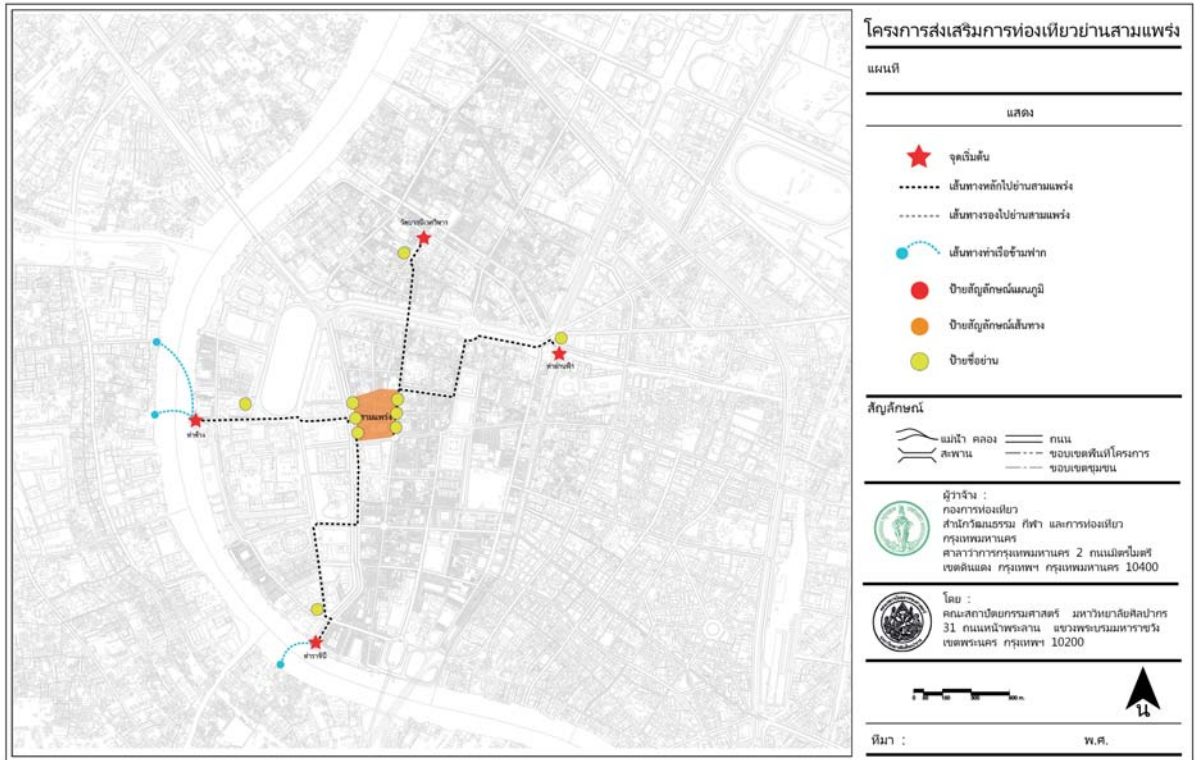 โครงการส่งเสริมการท่องเที่ยวย่านสามแพร่ง
แผนที่
แสดง
จุดเริ่มต้น
เส้นทางหลักไปย่านสามแพร่ง
เส้นทางรองไปย่านสามแพร่ง
เส้นทางท่าเรือข้ามฟาก
ป้ายสัญลักษณ์แผนภูมิ
ป้ายสัญลักษณ์เส้นทาง
ป้ายชื่อย่าน
สัญลักษณ์
แม่น้ำ คลอง
ถนน
สะพาน
ขอบเขตพื้นที่โครงการ
ขอบเขตชุมชน
ผู้ว่าจ้าง :
กองการท่องเที่ยว
สำนักวัฒนธรรม กีฬา และการท่องเที่ยว
กรุงเทพมหานคร
ศาลาว่าการกรุงเทพมหานคร 2 ถนนมิตรไมตรี
เขตดินแดง กรุงเทพฯ กรุงเทพมหานคร 10400
โดย :
คณะสถาปัตยกรรมศาสตร์ มหาวิทยาลัยศิลปากร
31 ถนนหน้าพระลาน แขวงพระบรมมหาราชวัง
เขตพระนคร กรุงเทพฯ 10200
น
ที่มา : พ.ศ.
วัดบวรนิเวศวิหาร
ท่าผ่านฟ้า
สามแพร่ง
ท่าช้าง
ท่าราชินี